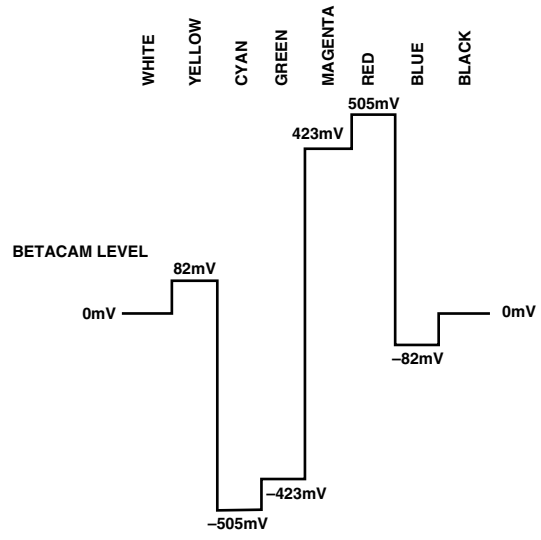 WHITE
YELLOW
CYAN
GREEN
MAGENTA
RED
BLUE
BLACK
505mV
423mV
BETACAM LEVEL
82mV
0mV
0mV
–82mV
–423mV
–505mV